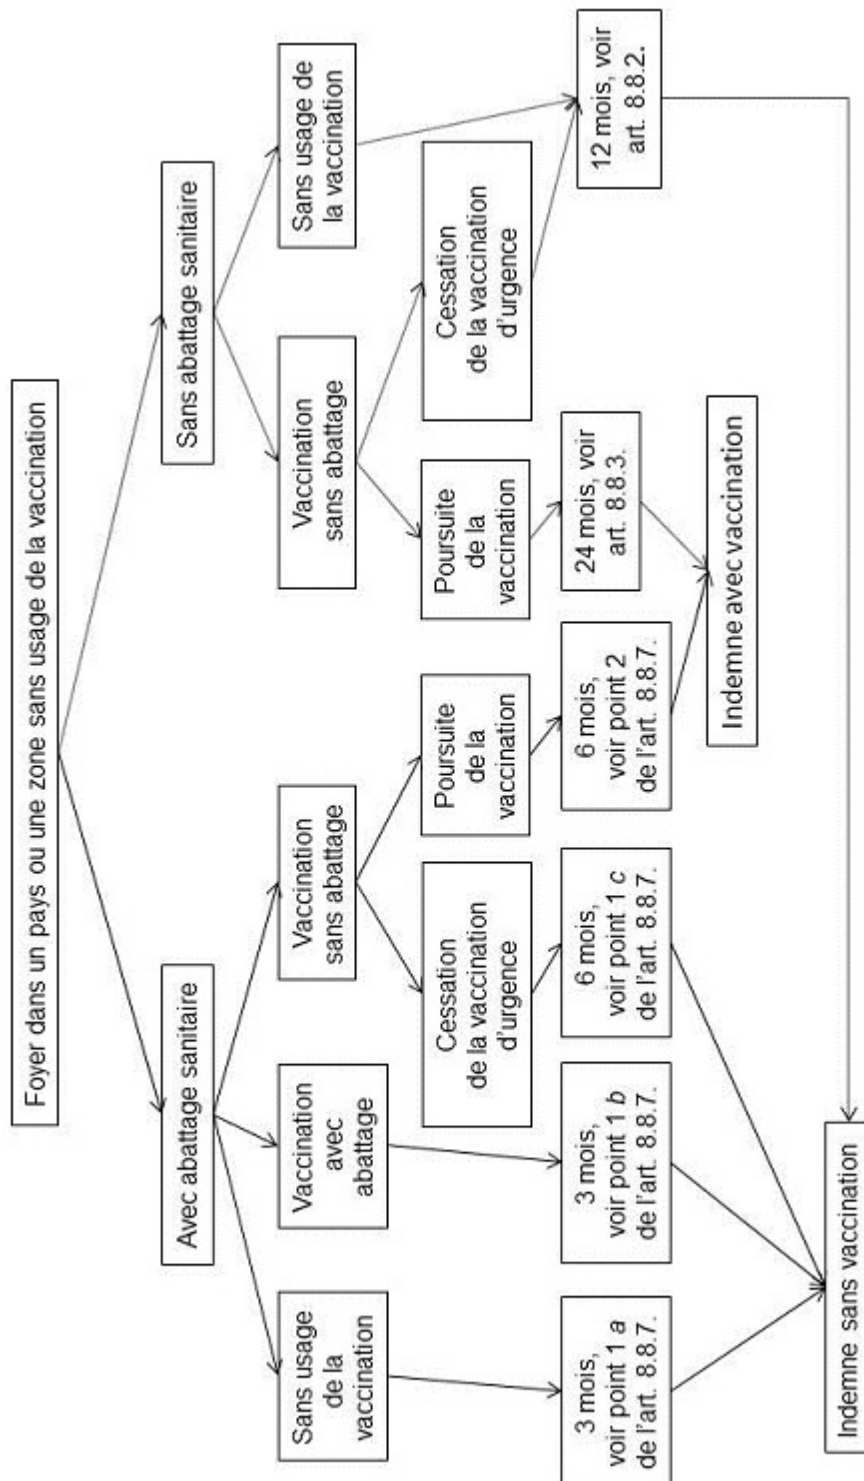 Foyer dans un pays ou une zone sans usage de la vaccination
Avec abattage sanitaire
Sans abattage sanitaire
Sans usage
de la
vaccination
Vaccination
avec
abattage
Vaccination
sans abattage
Vaccination
sans abattage
Sans usage de
la vaccination
Cessation
de la vaccination
d'urgence
Poursuite
de la
vaccination
Poursuite
de la
vaccination
Cessation
de la vaccination
d'urgence
3 mois,
voir point 1 a
de l'art. 8.8.7.
3 mois,
voir point 1 b
de l'art. 8.8.7.
6 mois,
voir point 1 c
de l'art. 8.8.7.
6 mois,
voir point 2
de l'art. 8.8.7.
24 mois, voir
art. 8.8.3.
12 mois, voir
art. 8.8.2.
Indemne avec vaccination
Indemne sans vaccination